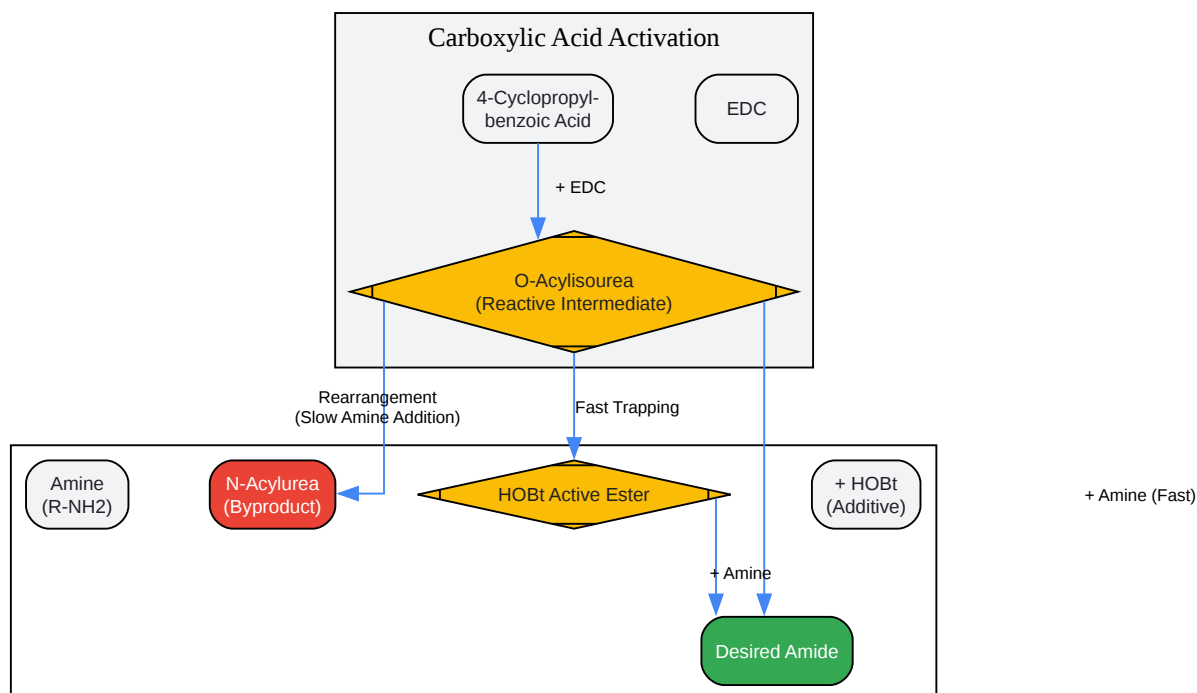 Carboxylic Acid Activation
4-Cyclopropyl-
benzoic Acid
EDC
+ EDC
O-Acylisourea
(Reactive Intermediate)
Rearrangement
(Slow Amine Addition)
Fast Trapping
Amine
(R-NH2)
N-Acylurea
(Byproduct)
HOBt Active Ester
+ HOBt
(Additive)
+ Amine (Fast)
+ Amine
Desired Amide